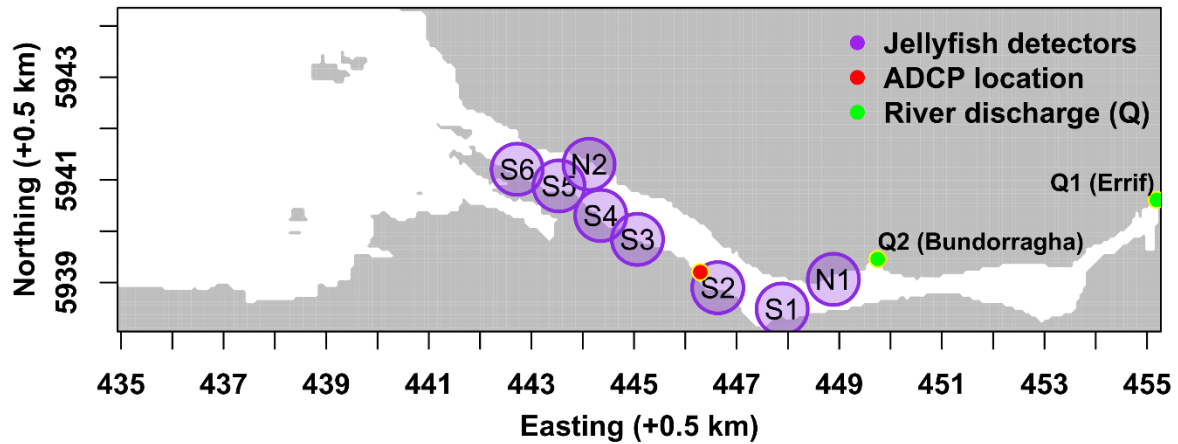 Jellyfish detectors
ADCP location
River discharge (Q)
Northing (+0.5 km)
5943
5941
5939
S6
S5
N2
S4
S3
S2
S1
N1
Q1 (Errif)
Q2 (Bundorragha)
435 437 439 441 443 445 447 449 451 453 455
Easting (+0.5 km)